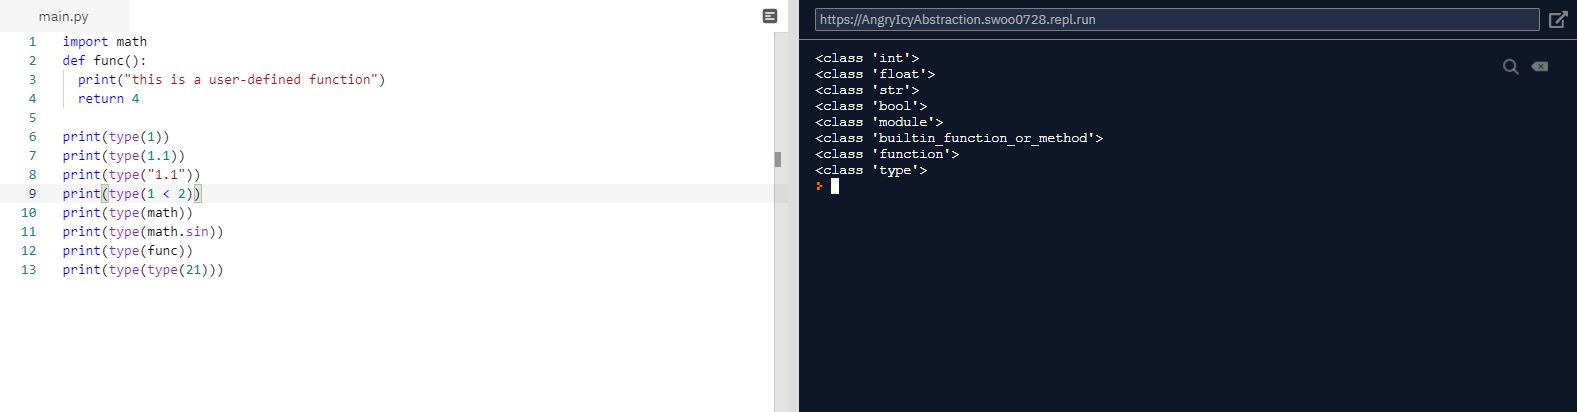 main.py
1 import math
2 def func():
3   print("this is a user-defined function")
4   return 4
5
6 print(type(1))
7 print(type(1.1))
8 print(type("1.1"))
9 print(type(1 < 2))
10 print(type(math))
11 print(type(math.sin))
12 print(type(func))
13 print(type(type(21)))
https://AngryIcyAbstraction.swoo0728.repl.run
<class 'int'>
<class 'float'>
<class 'str'>
<class 'bool'>
<class 'module'>
<class 'builtin_function_or_method'>
<class 'function'>
<class 'type'>